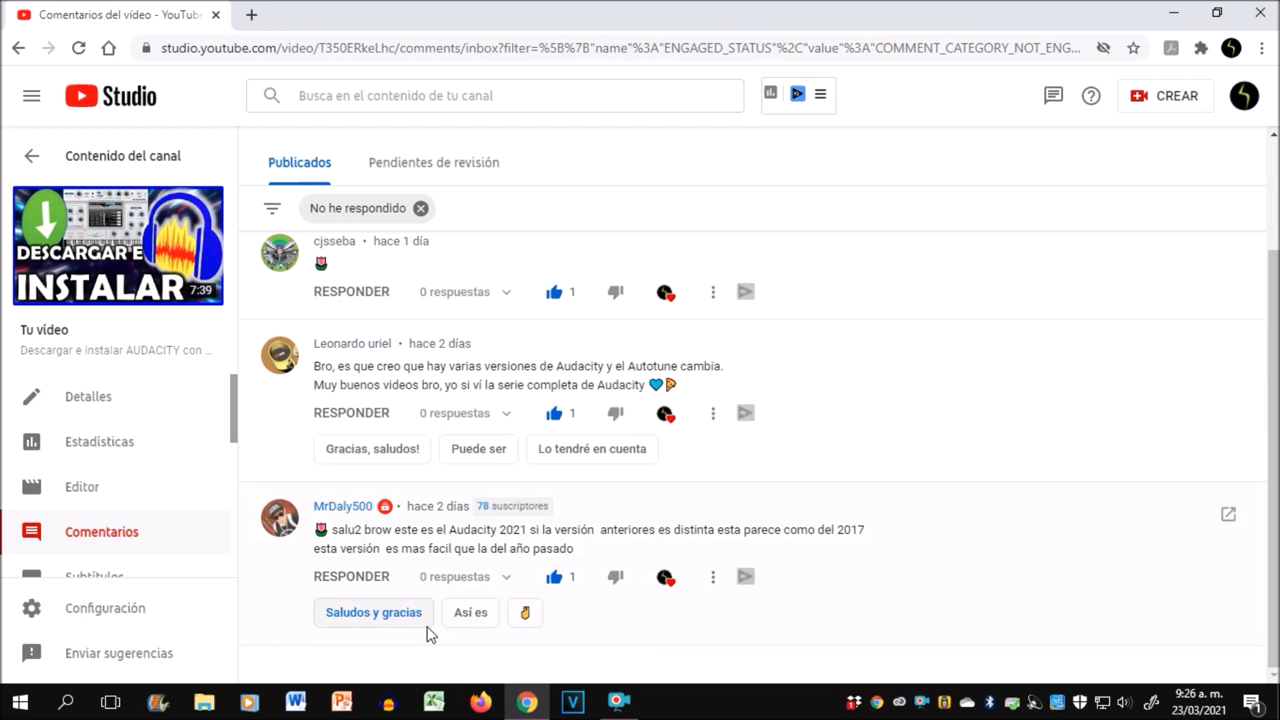 Comentarios del vídeo - YouTube
studio.youtube.com/video/T350ERkeLhc/comments/inbox?filter=%5B%7B"name"%3A"ENGAGED_STATUS"%2C"value"%3A"COMMENT_CATEGORY_NOT_ENG...
Studio
Busca en el contenido de tu canal
CREAR
Contenido del canal
DESCARGAR E
INSTALAR
7:39
Tu vídeo
Descargar e instalar AUDACITY con ...
Detalles
Estadísticas
Editor
Comentarios
Subtítulos
Configuración
Enviar sugerencias
Publicados
Pendientes de revisión
No he respondido
cjsseba • hace 1 día
🌷
RESPONDER 0 respuestas 1
Leonardo uriel • hace 2 días
Bro, es que creo que hay varias versiones de Audacity y el Autotune cambia.
Muy buenos videos bro, yo si ví la serie completa de Audacity 💙🍕
RESPONDER 0 respuestas 1
Gracias, saludos! Puede ser Lo tendré en cuenta
MrDaly500 • hace 2 días 78 suscriptores
🌷 salu2 brow este es el Audacity 2021 si la versión anteriores es distinta esta parece como del 2017
esta versión es mas facil que la del año pasado
RESPONDER 0 respuestas 1
Saludos y gracias Así es
9:26 a. m.
23/03/2021